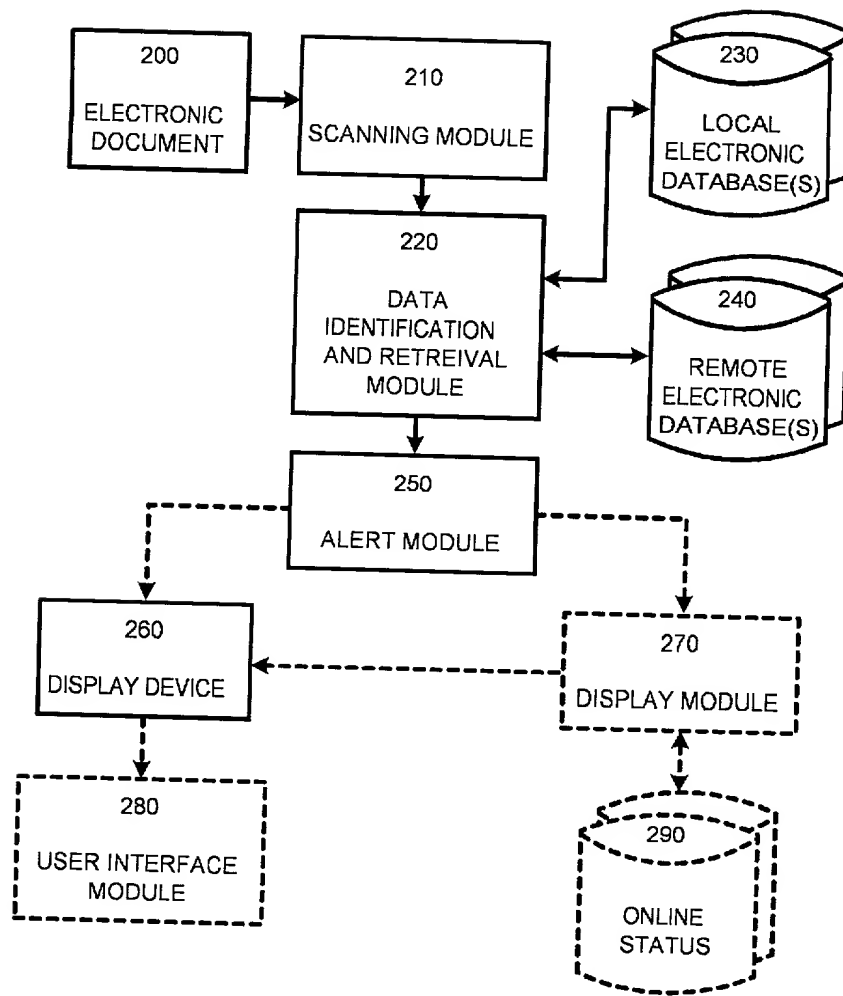 200
ELECTRONIC
DOCUMENT
210
SCANNING MODULE
230
LOCAL
ELECTRONIC
DATABASE(S)
220
DATA
IDENTIFICATION
AND RETREIVAL
MODULE
240
REMOTE
ELECTRONIC
DATABASE(S)
250
ALERT MODULE
260
DISPLAY DEVICE
270
DISPLAY MODULE
280
USER INTERFACE
MODULE
290
ONLINE
STATUS